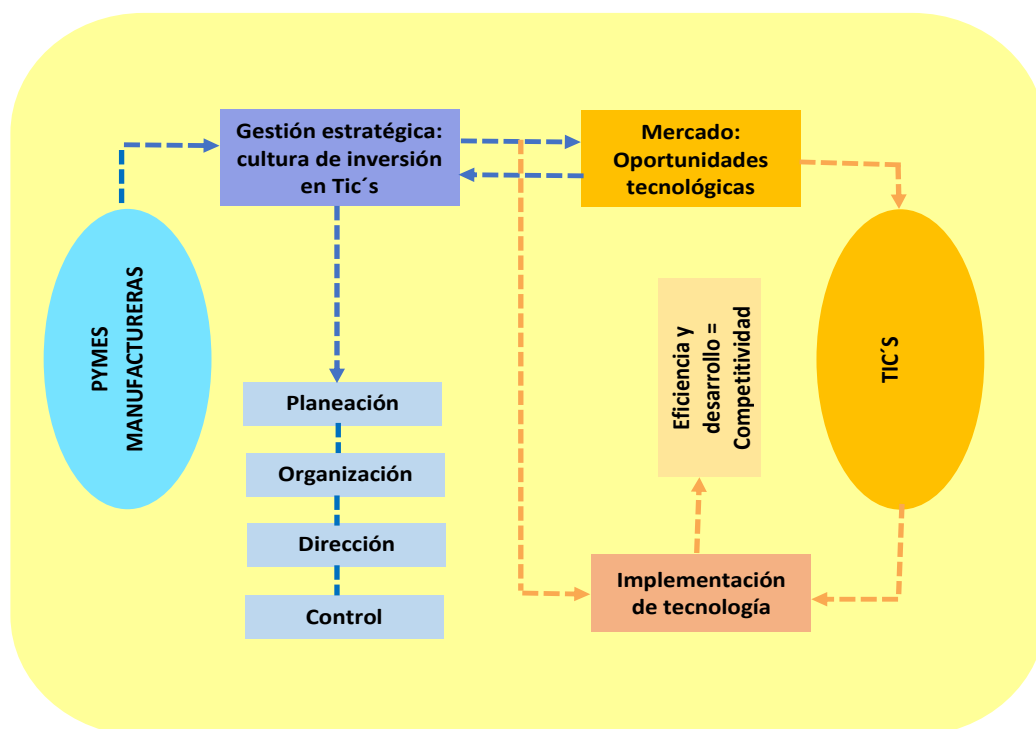 Gestión estratégica:
cultura de inversión
en Tic´s
Mercado:
Oportunidades
tecnológicas
PYMES
MANUFACTURERAS
Eficiencia y
desarrollo =
Competitividad
TIC´S
Planeación
Organización
Dirección
Control
Implementación
de tecnología